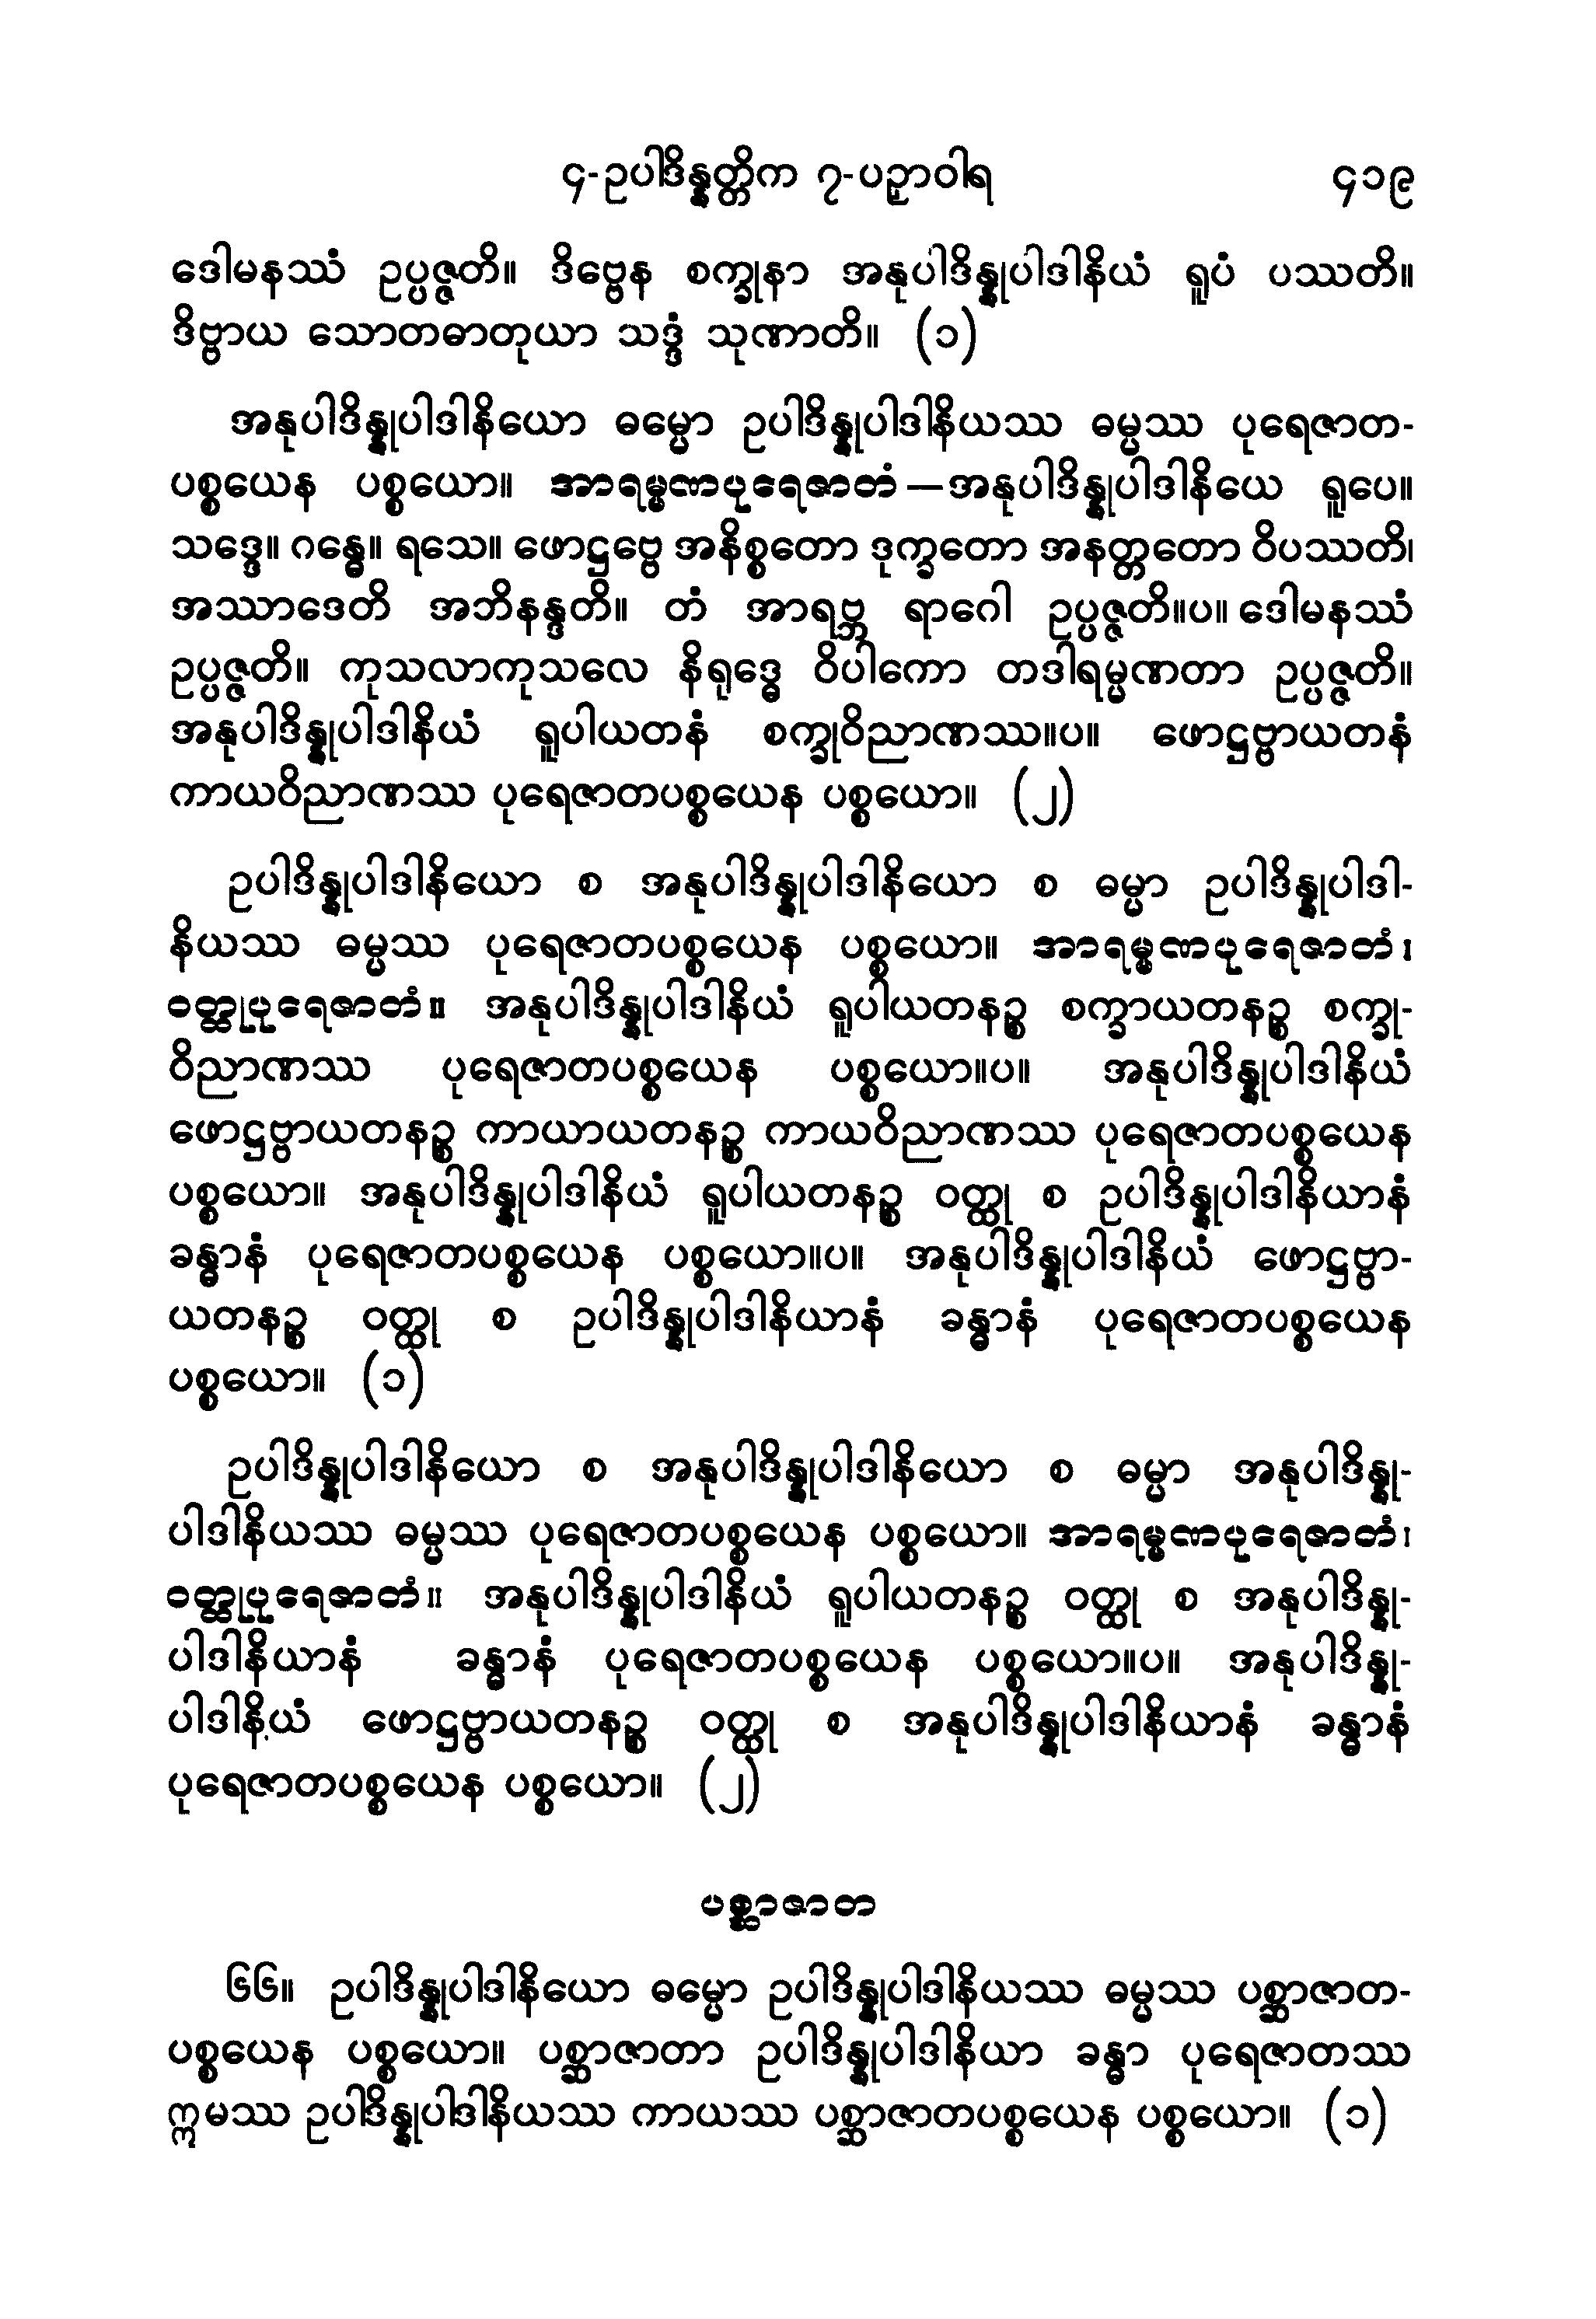 ၄-ဥပါဒိန္နတ္တိက ၇-ပဉှာဝါရ ၄၁၉
ဒေါမနဿံ ဥပ္ပဇ္ဇတိ။ ဒိဗ္ဗေန စက္ခုနာ အနုပါဒိန္နုပါဒါနိယံ ရူပံ ပဿတိ။
ဒိဗ္ဗာယ သောတဓာတုယာ သဒ္ဒံ သုဏာတိ။ (၁)
အနုပါဒိန္နုပါဒါနိယော ဓမ္မော ဥပါဒိန္နုပါဒါနိယဿ ဓမ္မဿ ပုရေဇာတ-
ပစ္စယေန ပစ္စယော။ အာရမ္မဏပုရေဇာတံ—အနုပါဒိန္နုပါဒါနိယေ ရူပေ။
သဒ္ဒေ။ ဂန္ဓေ။ ရသေ။ ဖောဋ္ဌဗ္ဗေ အနိစ္စတော ဒုက္ခတော အနတ္တတော ဝိပဿတိ၊
အဿာဒေတိ အဘိနန္ဒတိ။ တံ အာရဗ္ဘ ရာဂေါ ဥပ္ပဇ္ဇတိ။ပ။ ဒေါမနဿံ
ဥပ္ပဇ္ဇတိ။ ကုသလာကုသလေ နိရုဒ္ဓေ ဝိပါကော တဒါရမ္မဏတာ ဥပ္ပဇ္ဇတိ။
အနုပါဒိန္နုပါဒါနိယံ ရူပါယတနံ စက္ခုဝိညာဏဿ။ပ။ ဖောဋ္ဌဗ္ဗာယတနံ
ကာယဝိညာဏဿ ပုရေဇာတပစ္စယေန ပစ္စယော။ (၂)
ဥပါဒိန္နုပါဒါနိယော စ အနုပါဒိန္နုပါဒါနိယော စ ဓမ္မာ ဥပါဒိန္နုပါဒါ-
နိယဿ ဓမ္မဿ ပုရေဇာတပစ္စယေန ပစ္စယော။ အာရမ္မဏပုရေဇာတံ၊
ဝတ္ထုပုရေဇာတံ။ အနုပါဒိန္နုပါဒါနိယံ ရူပါယတနဉ္စ စက္ခာယတနဉ္စ စက္ခု-
ဝိညာဏဿ ပုရေဇာတပစ္စယေန ပစ္စယော။ပ။ အနုပါဒိန္နုပါဒါနိယံ
ဖောဋ္ဌဗ္ဗာယတနဉ္စ ကာယာယတနဉ္စ ကာယဝိညာဏဿ ပုရေဇာတပစ္စယေန
ပစ္စယော။ အနုပါဒိန္နုပါဒါနိယံ ရူပါယတနဉ္စ ဝတ္ထု စ ဥပါဒိန္နုပါဒါနိယာနံ
ခန္ဓာနံ ပုရေဇာတပစ္စယေန ပစ္စယော။ပ။ အနုပါဒိန္နုပါဒါနိယံ ဖောဋ္ဌဗ္ဗာ-
ယတနဉ္စ ဝတ္ထု စ ဥပါဒိန္နုပါဒါနိယာနံ ခန္ဓာနံ ပုရေဇာတပစ္စယေန
ပစ္စယော။ (၁)
ဥပါဒိန္နုပါဒါနိယော စ အနုပါဒိန္နုပါဒါနိယော စ ဓမ္မာ အနုပါဒိန္နု-
ပါဒါနိယဿ ဓမ္မဿ ပုရေဇာတပစ္စယေန ပစ္စယော။ အာရမ္မဏပုရေဇာတံ၊
ဝတ္ထုပုရေဇာတံ။ အနုပါဒိန္နုပါဒါနိယံ ရူပါယတနဉ္စ ဝတ္ထု စ အနုပါဒိန္နု-
ပါဒါနိယာနံ ခန္ဓာနံ ပုရေဇာတပစ္စယေန ပစ္စယော။ပ။ အနုပါဒိန္နု-
ပါဒါနိယံ ဖောဋ္ဌဗ္ဗာယတနဉ္စ ဝတ္ထု စ အနုပါဒိန္နုပါဒါနိယာနံ ခန္ဓာနံ
ပုရေဇာတပစ္စယေန ပစ္စယော။ (၂)
ပစ္ဆာဇာတ
၆၆။ ဥပါဒိန္နုပါဒါနိယော ဓမ္မော ဥပါဒိန္နုပါဒါနိယဿ ဓမ္မဿ ပစ္ဆာဇာတ-
ပစ္စယေန ပစ္စယော။ ပစ္ဆာဇာတာ ဥပါဒိန္နုပါဒါနိယာ ခန္ဓာ ပုရေဇာတဿ
ဣမဿ ဥပါဒိန္နုပါဒါနိယဿ ကာယဿ ပစ္ဆာဇာတပစ္စယေန ပစ္စယော။ (၁)